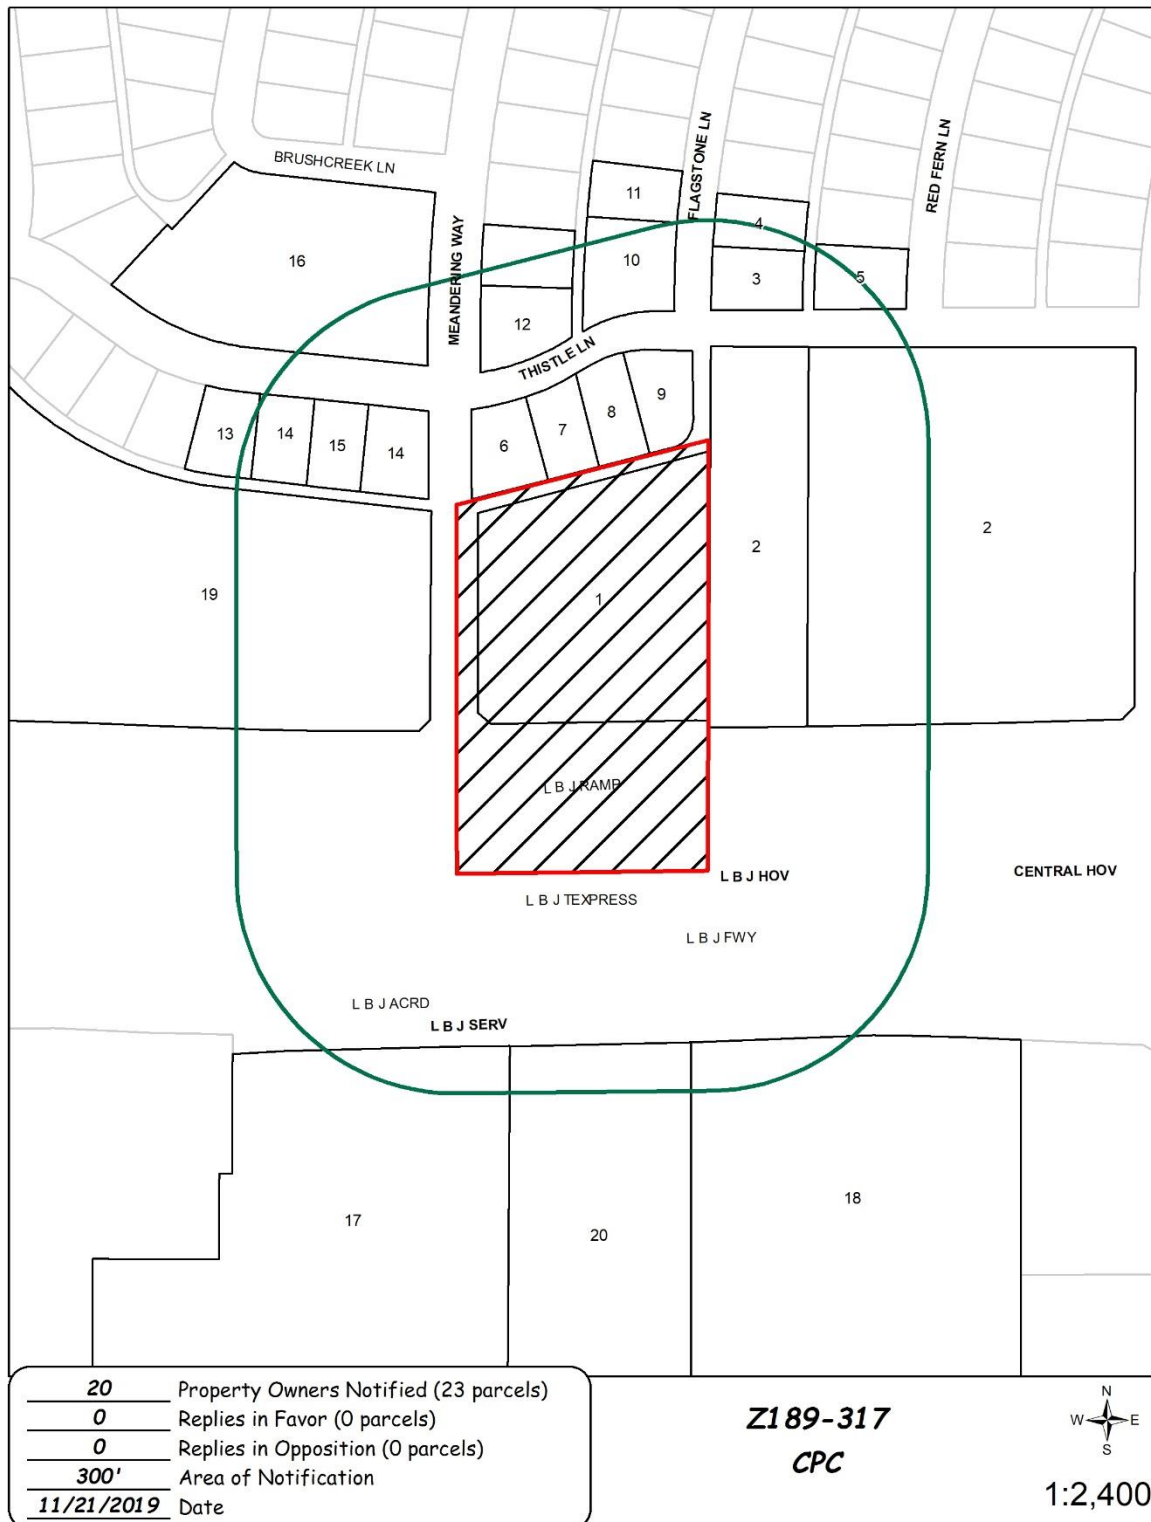 BRUSHCREEK LN
MEANDERING WAY
FLAGSTONE LN
RED FERN LN
THISTLE LN
11
4
16
10
3
5
12
9
8
7
6
13
14
15
14
2
2
1
19
L B J RAMP
L B J HOV
CENTRAL HOV
L B J TEXPRESS
L B J FWY
L B J ACRD
L B J SERV
17
20
18
20 Property Owners Notified (23 parcels)
0 Replies in Favor (0 parcels)
0 Replies in Opposition (0 parcels)
300' Area of Notification
11/21/2019 Date
Z189-317
CPC
N
W E
S
1:2,400